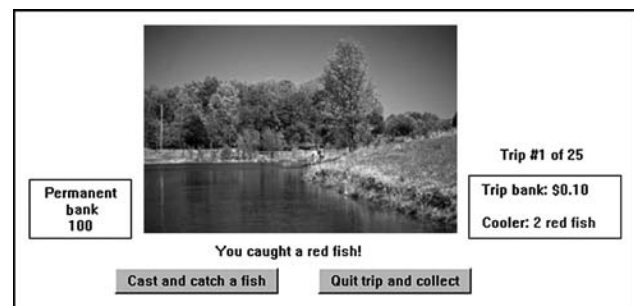 Trip #1 of 25
Permanent
bank
100
Trip bank: $0.10
Cooler: 2 red fish
You caught a red fish!
Cast and catch a fish
Quit trip and collect